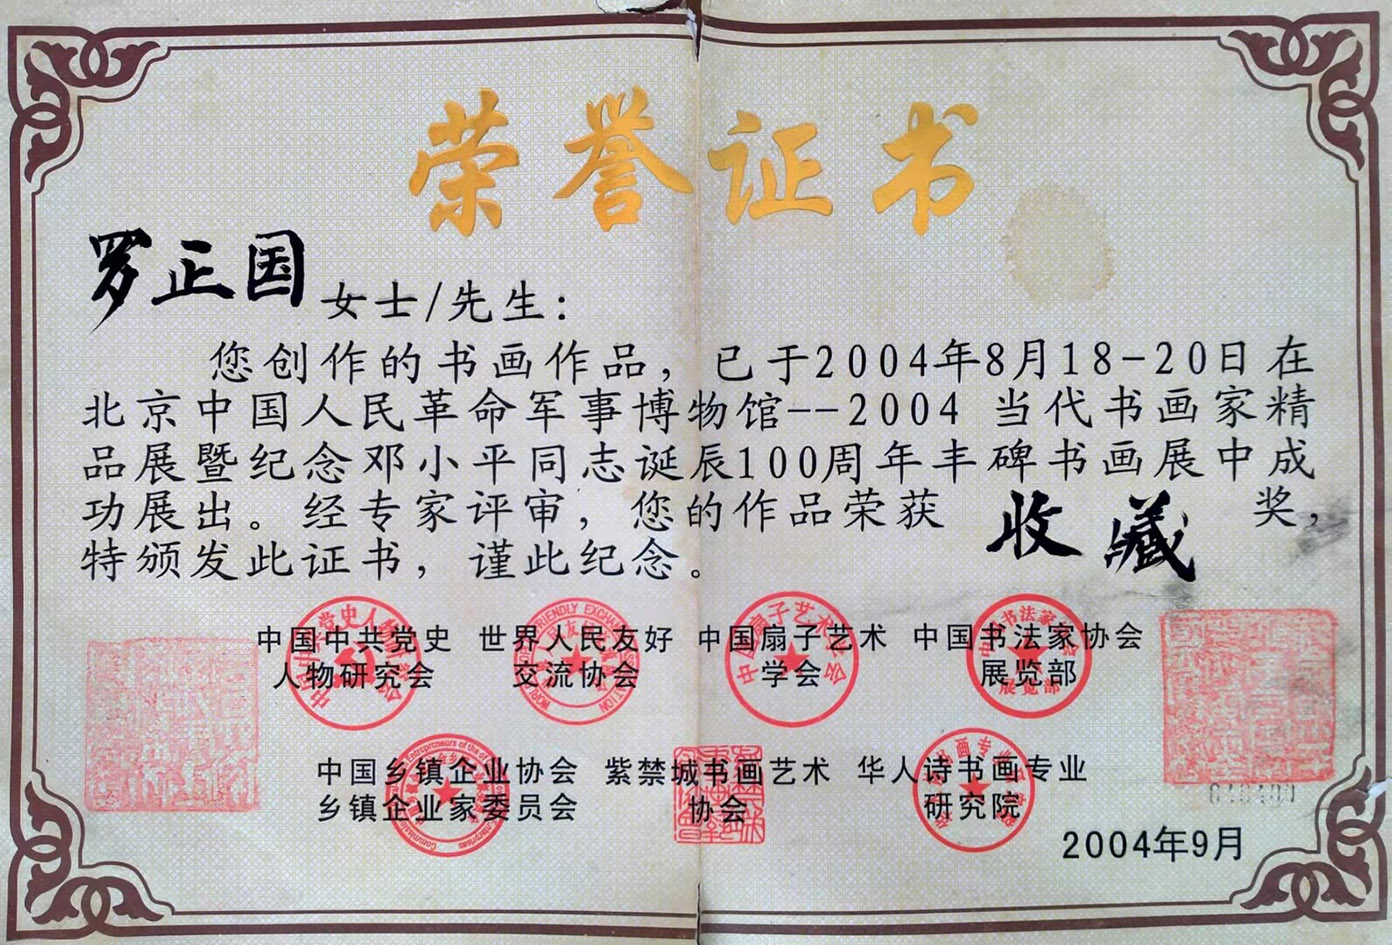 荣誉证书
罗正国女士/先生：
您创作的书画作品，已于2004年8月18-20日在
北京中国人民革命军事博物馆--2004 当代书画家精
品展暨纪念邓小平同志诞辰100周年丰碑书画展中成
功展出。经专家评审，您的作品荣获 收藏 奖，
特颁发此证书，谨此纪念。
中国中共党史 世界人民友好 中国扇子艺术 中国书法家协会
人物研究会 交流协会 学会 展览部
中国乡镇企业协会 紫禁城书画艺术 华人诗书画专业
乡镇企业家委员会 协会 研究院
2004年9月